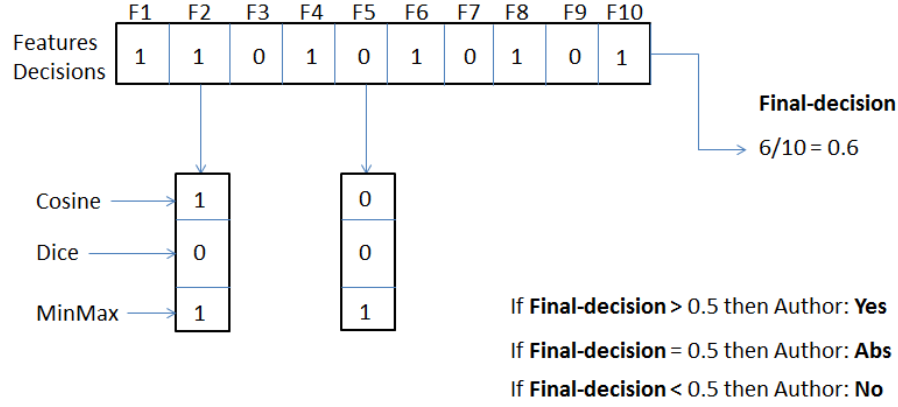 F1 F2 F3 F4 F5 F6 F7 F8 F9 F10
Features
Decisions
1 1 0 1 0 1 0 1 0 1
Final-decision
6/10 = 0.6
Cosine 1 0
Dice 0 0
MinMax 1 1
If Final-decision > 0.5 then Author: Yes
If Final-decision = 0.5 then Author: Abs
If Final-decision < 0.5 then Author: No